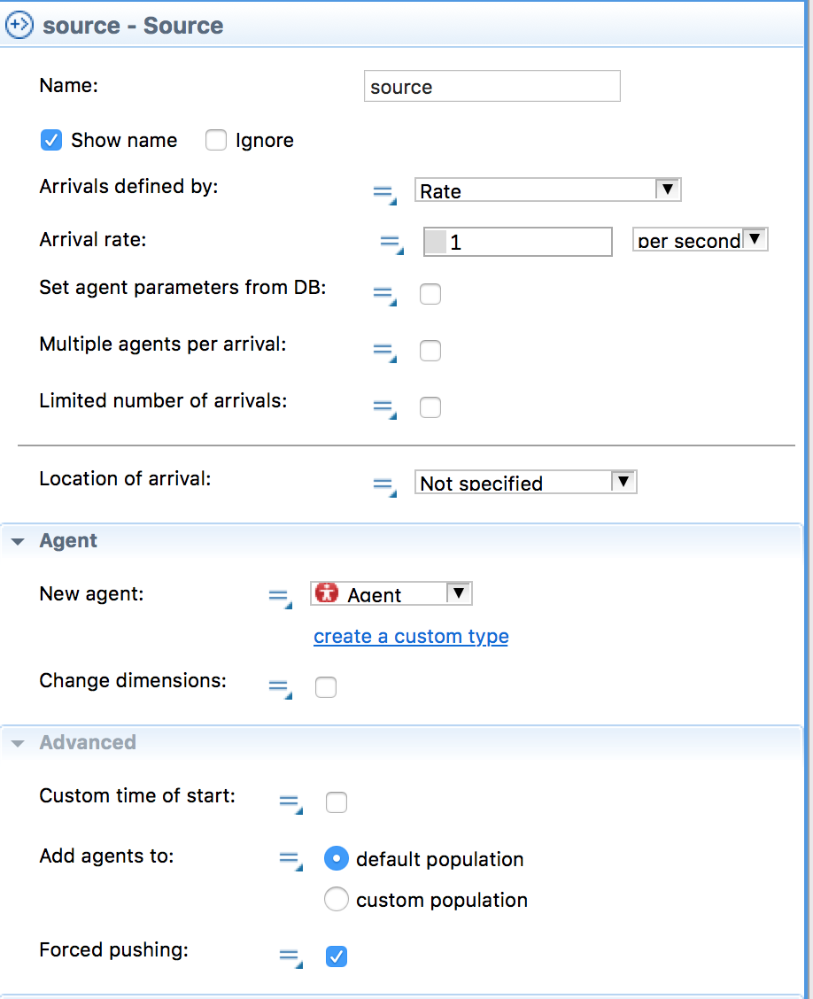 source - Source
Name: source
Show name Ignore
Arrivals defined by: Rate
Arrival rate: 1 per second
Set agent parameters from DB:
Multiple agents per arrival:
Limited number of arrivals:
Location of arrival: Not specified
Agent
New agent: Agent
create a custom type
Change dimensions:
Advanced
Custom time of start:
Add agents to: default population
custom population
Forced pushing: